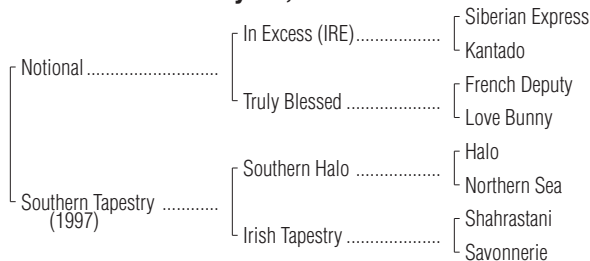 Siberian Express
In Excess (IRE)...................
Kantado
Notional ..............................
French Deputy
Truly Blessed .....................
Love Bunny
Halo
Southern Halo ...................
Northern Sea
Southern Tapestry ............
(1997)
Shahrastani
Irish Tapestry .....................
Savonnerie